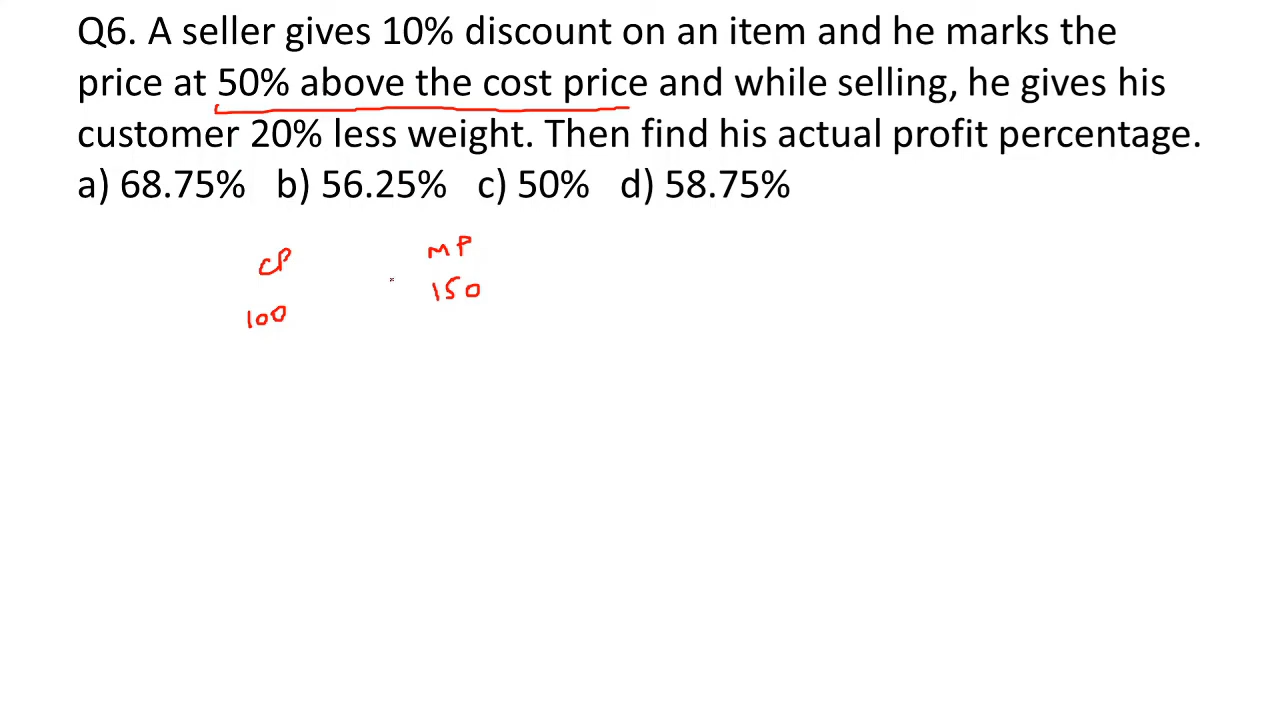 Q6. A seller gives 10% discount on an item and he marks the
price at 50% above the cost price and while selling, he gives his
customer 20% less weight. Then find his actual profit percentage.
a) 68.75% b) 56.25% c) 50% d) 58.75%
CP MP
100 150